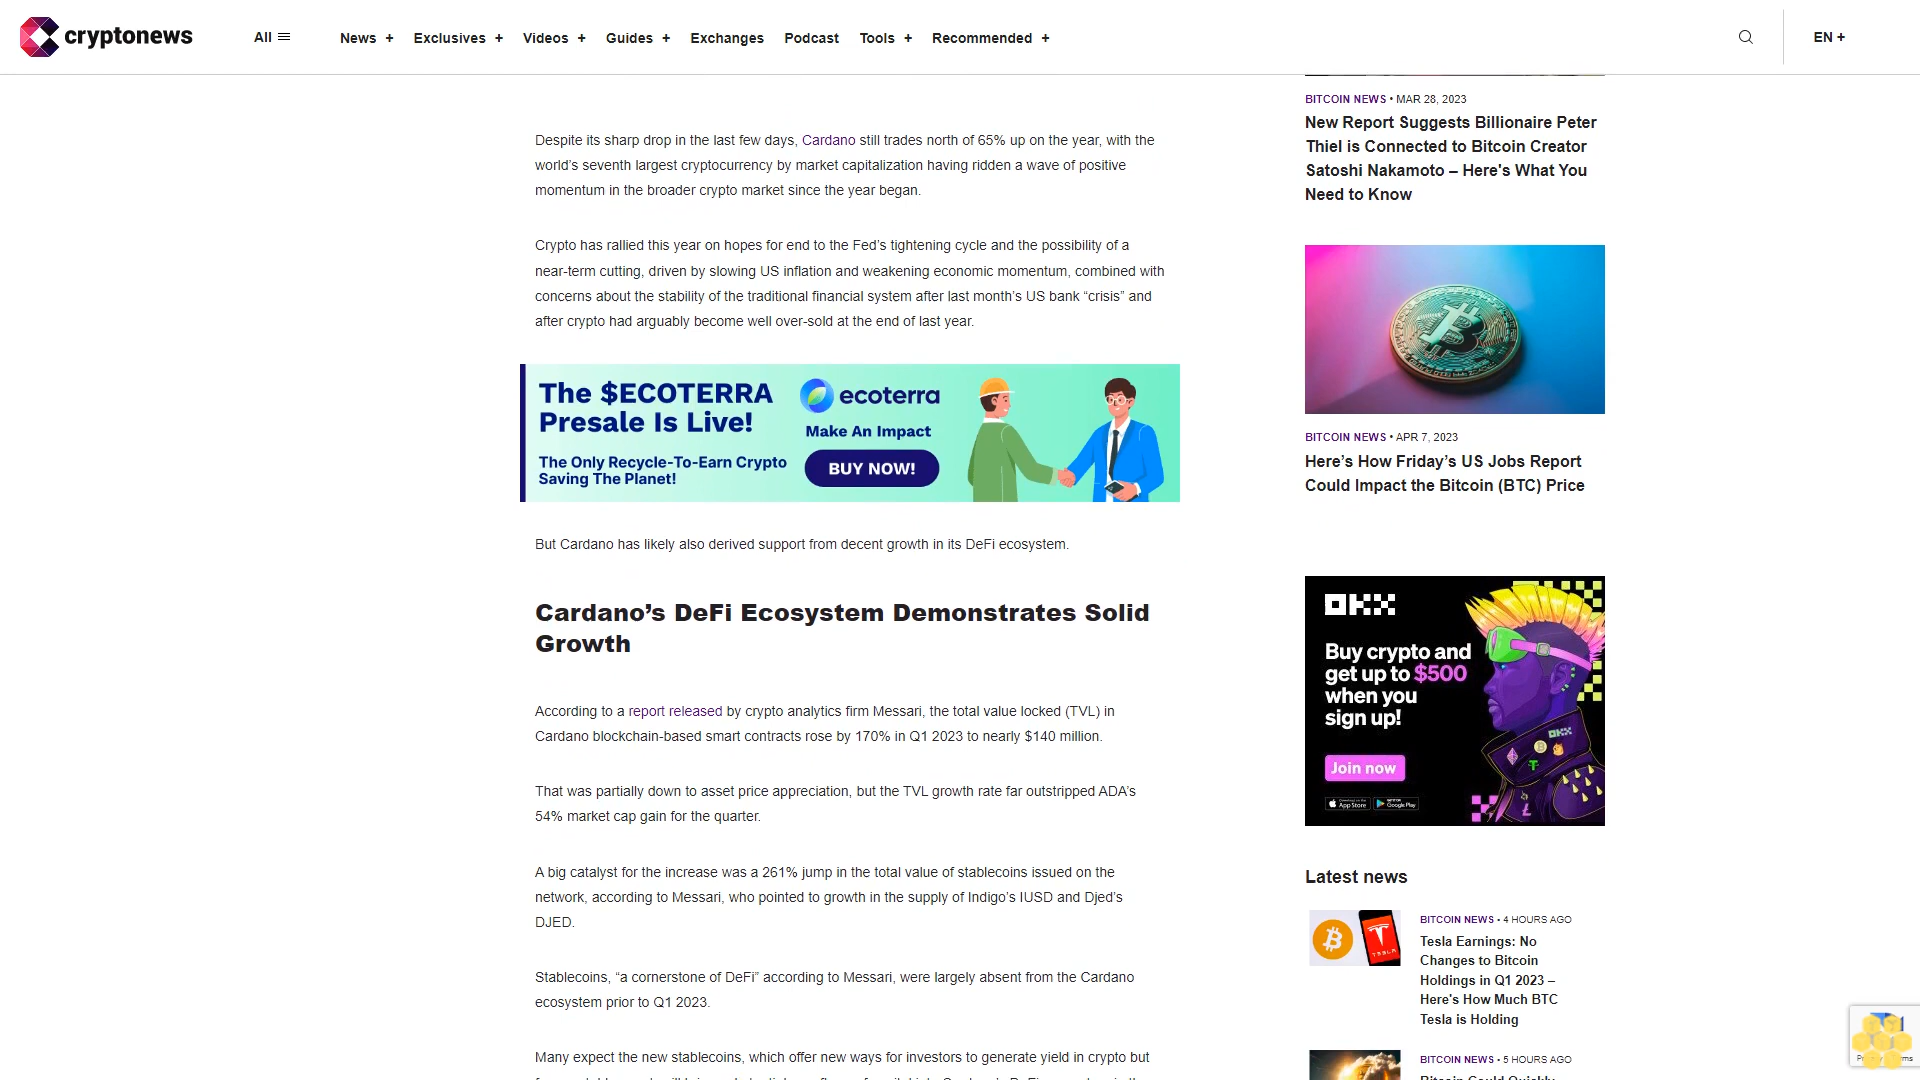 cryptonews
All
News +
Exclusives +
Videos +
Guides +
Exchanges
Podcast
Tools +
Recommended +
EN +
Despite its sharp drop in the last few days, Cardano still trades north of 65% up on the year, with the
world’s seventh largest cryptocurrency by market capitalization having ridden a wave of positive
momentum in the broader crypto market since the year began.
Crypto has rallied this year on hopes for end to the Fed’s tightening cycle and the possibility of a
near-term cutting, driven by slowing US inflation and weakening economic momentum, combined with
concerns about the stability of the traditional financial system after last month’s US bank “crisis” and
after crypto had arguably become well over-sold at the end of last year.
The $ECOTERRA
Presale Is Live!
The Only Recycle-To-Earn Crypto
Saving The Planet!
ecoterra
Make An Impact
BUY NOW!
But Cardano has likely also derived support from decent growth in its DeFi ecosystem.
Cardano’s DeFi Ecosystem Demonstrates Solid
Growth
According to a report released by crypto analytics firm Messari, the total value locked (TVL) in
Cardano blockchain-based smart contracts rose by 170% in Q1 2023 to nearly $140 million.
That was partially down to asset price appreciation, but the TVL growth rate far outstripped ADA’s
54% market cap gain for the quarter.
A big catalyst for the increase was a 261% jump in the total value of stablecoins issued on the
network, according to Messari, who pointed to growth in the supply of Indigo’s IUSD and Djed’s
DJED.
Stablecoins, “a cornerstone of DeFi” according to Messari, were largely absent from the Cardano
ecosystem prior to Q1 2023.
Many expect the new stablecoins, which offer new ways for investors to generate yield in crypto but
BITCOIN NEWS • MAR 28, 2023
New Report Suggests Billionaire Peter
Thiel is Connected to Bitcoin Creator
Satoshi Nakamoto – Here's What You
Need to Know
BITCOIN NEWS • APR 7, 2023
Here’s How Friday’s US Jobs Report
Could Impact the Bitcoin (BTC) Price
OKX
Buy crypto and
get up to $500
when you
sign up!
Join now
App Store
Google Play
OKX
Latest news
TESLA
BITCOIN NEWS • 4 HOURS AGO
Tesla Earnings: No
Changes to Bitcoin
Holdings in Q1 2023 –
Here's How Much BTC
Tesla is Holding
BITCOIN NEWS • 5 HOURS AGO
Bitcoin Could Quickly